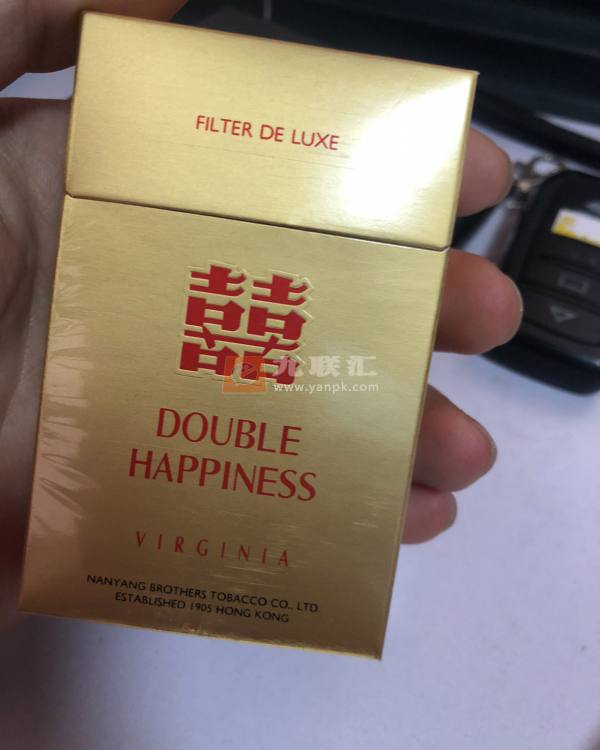 FILTER DE LUXE
囍
九联汇
www.yanpk.com
DOUBLE
HAPPINESS
VIRGINIA
NANYANG BROTHERS TOBACCO CO., LTD.
ESTABLISHED 1905 HONG KONG